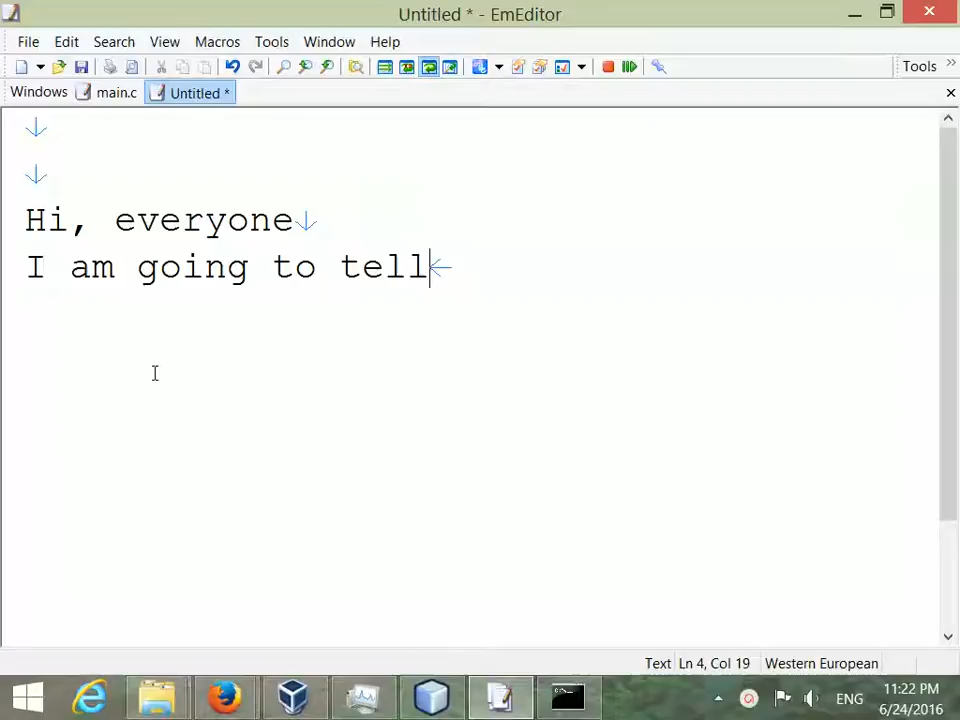 Untitled * - EmEditor
File Edit Search View Macros Tools Window Help
Tools »
Windows main.c Untitled *
Hi, everyone
I am going to tell
Text Ln 4, Col 19 Western European
ENG 11:22 PM
6/24/2016